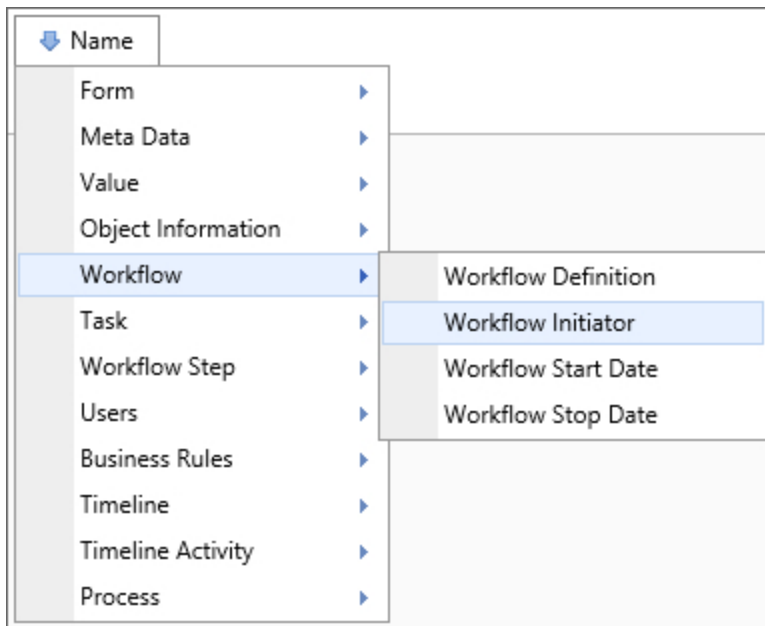 Name
Form
Meta Data
Value
Object Information
Workflow
Task
Workflow Step
Users
Business Rules
Timeline
Timeline Activity
Process
Workflow Definition
Workflow Initiator
Workflow Start Date
Workflow Stop Date